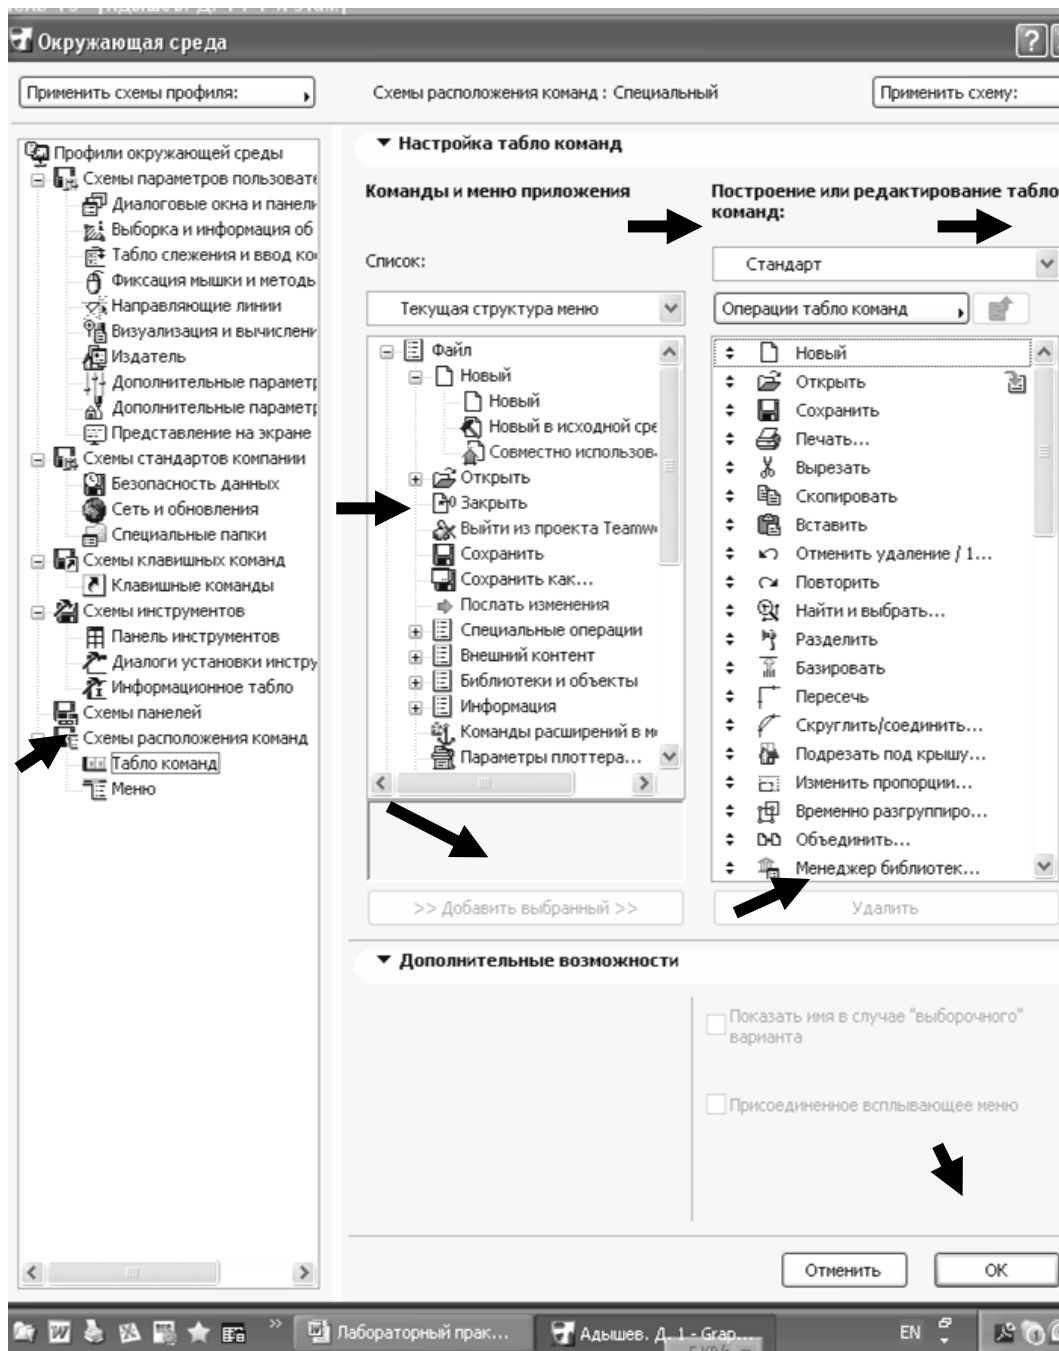 Окружающая среда
Применить схемы профиля:
Схемы расположения команд : Специальный
Применить схему:
Профили окружающей среды
Схемы параметров пользовате
Диалоговые окна и панели
Выборка и информация об
Табло слежения и ввод ко
Фиксация мышки и методы
Направляющие линии
Визуализация и вычислени
Издатель
Дополнительные параметр
Дополнительные параметр
Представление на экране
Схемы стандартов компании
Безопасность данных
Сеть и обновления
Специальные папки
Схемы клавишных команд
Клавишные команды
Схемы инструментов
Панель инструментов
Диалоги установки инстру
Информационное табло
Схемы панелей
Схемы расположения команд
Табло команд
Меню
Настройка табло команд
Команды и меню приложения
Список:
Текущая структура меню
Файл
Новый
Новый
Новый в исходной сре
Совместно использов
Открыть
Закрыть
Выйти из проекта Teamw
Сохранить
Сохранить как...
Послать изменения
Специальные операции
Внешний контент
Библиотеки и объекты
Информация
Команды расширений в м
Параметры плоттера...
>> Добавить выбранный >>
Построение или редактирование табло
команд:
Стандарт
Операции табло команд
Новый
Открыть
Сохранить
Печать...
Вырезать
Скопировать
Вставить
Отменить удаление / 1...
Повторить
Найти и выбрать...
Разделить
Базировать
Пересечь
Скруглить/соединить...
Подрезать под крышу...
Изменить пропорции...
Временно разгруппиро...
Объединить...
Менеджер библиотек...
Удалить
Дополнительные возможности
Показать имя в случае "выборочного"
варианта
Присоединенное всплывающее меню
Отменить
OK
Лабораторный прак...
Адышев. Д. 1 - Grap...
EN